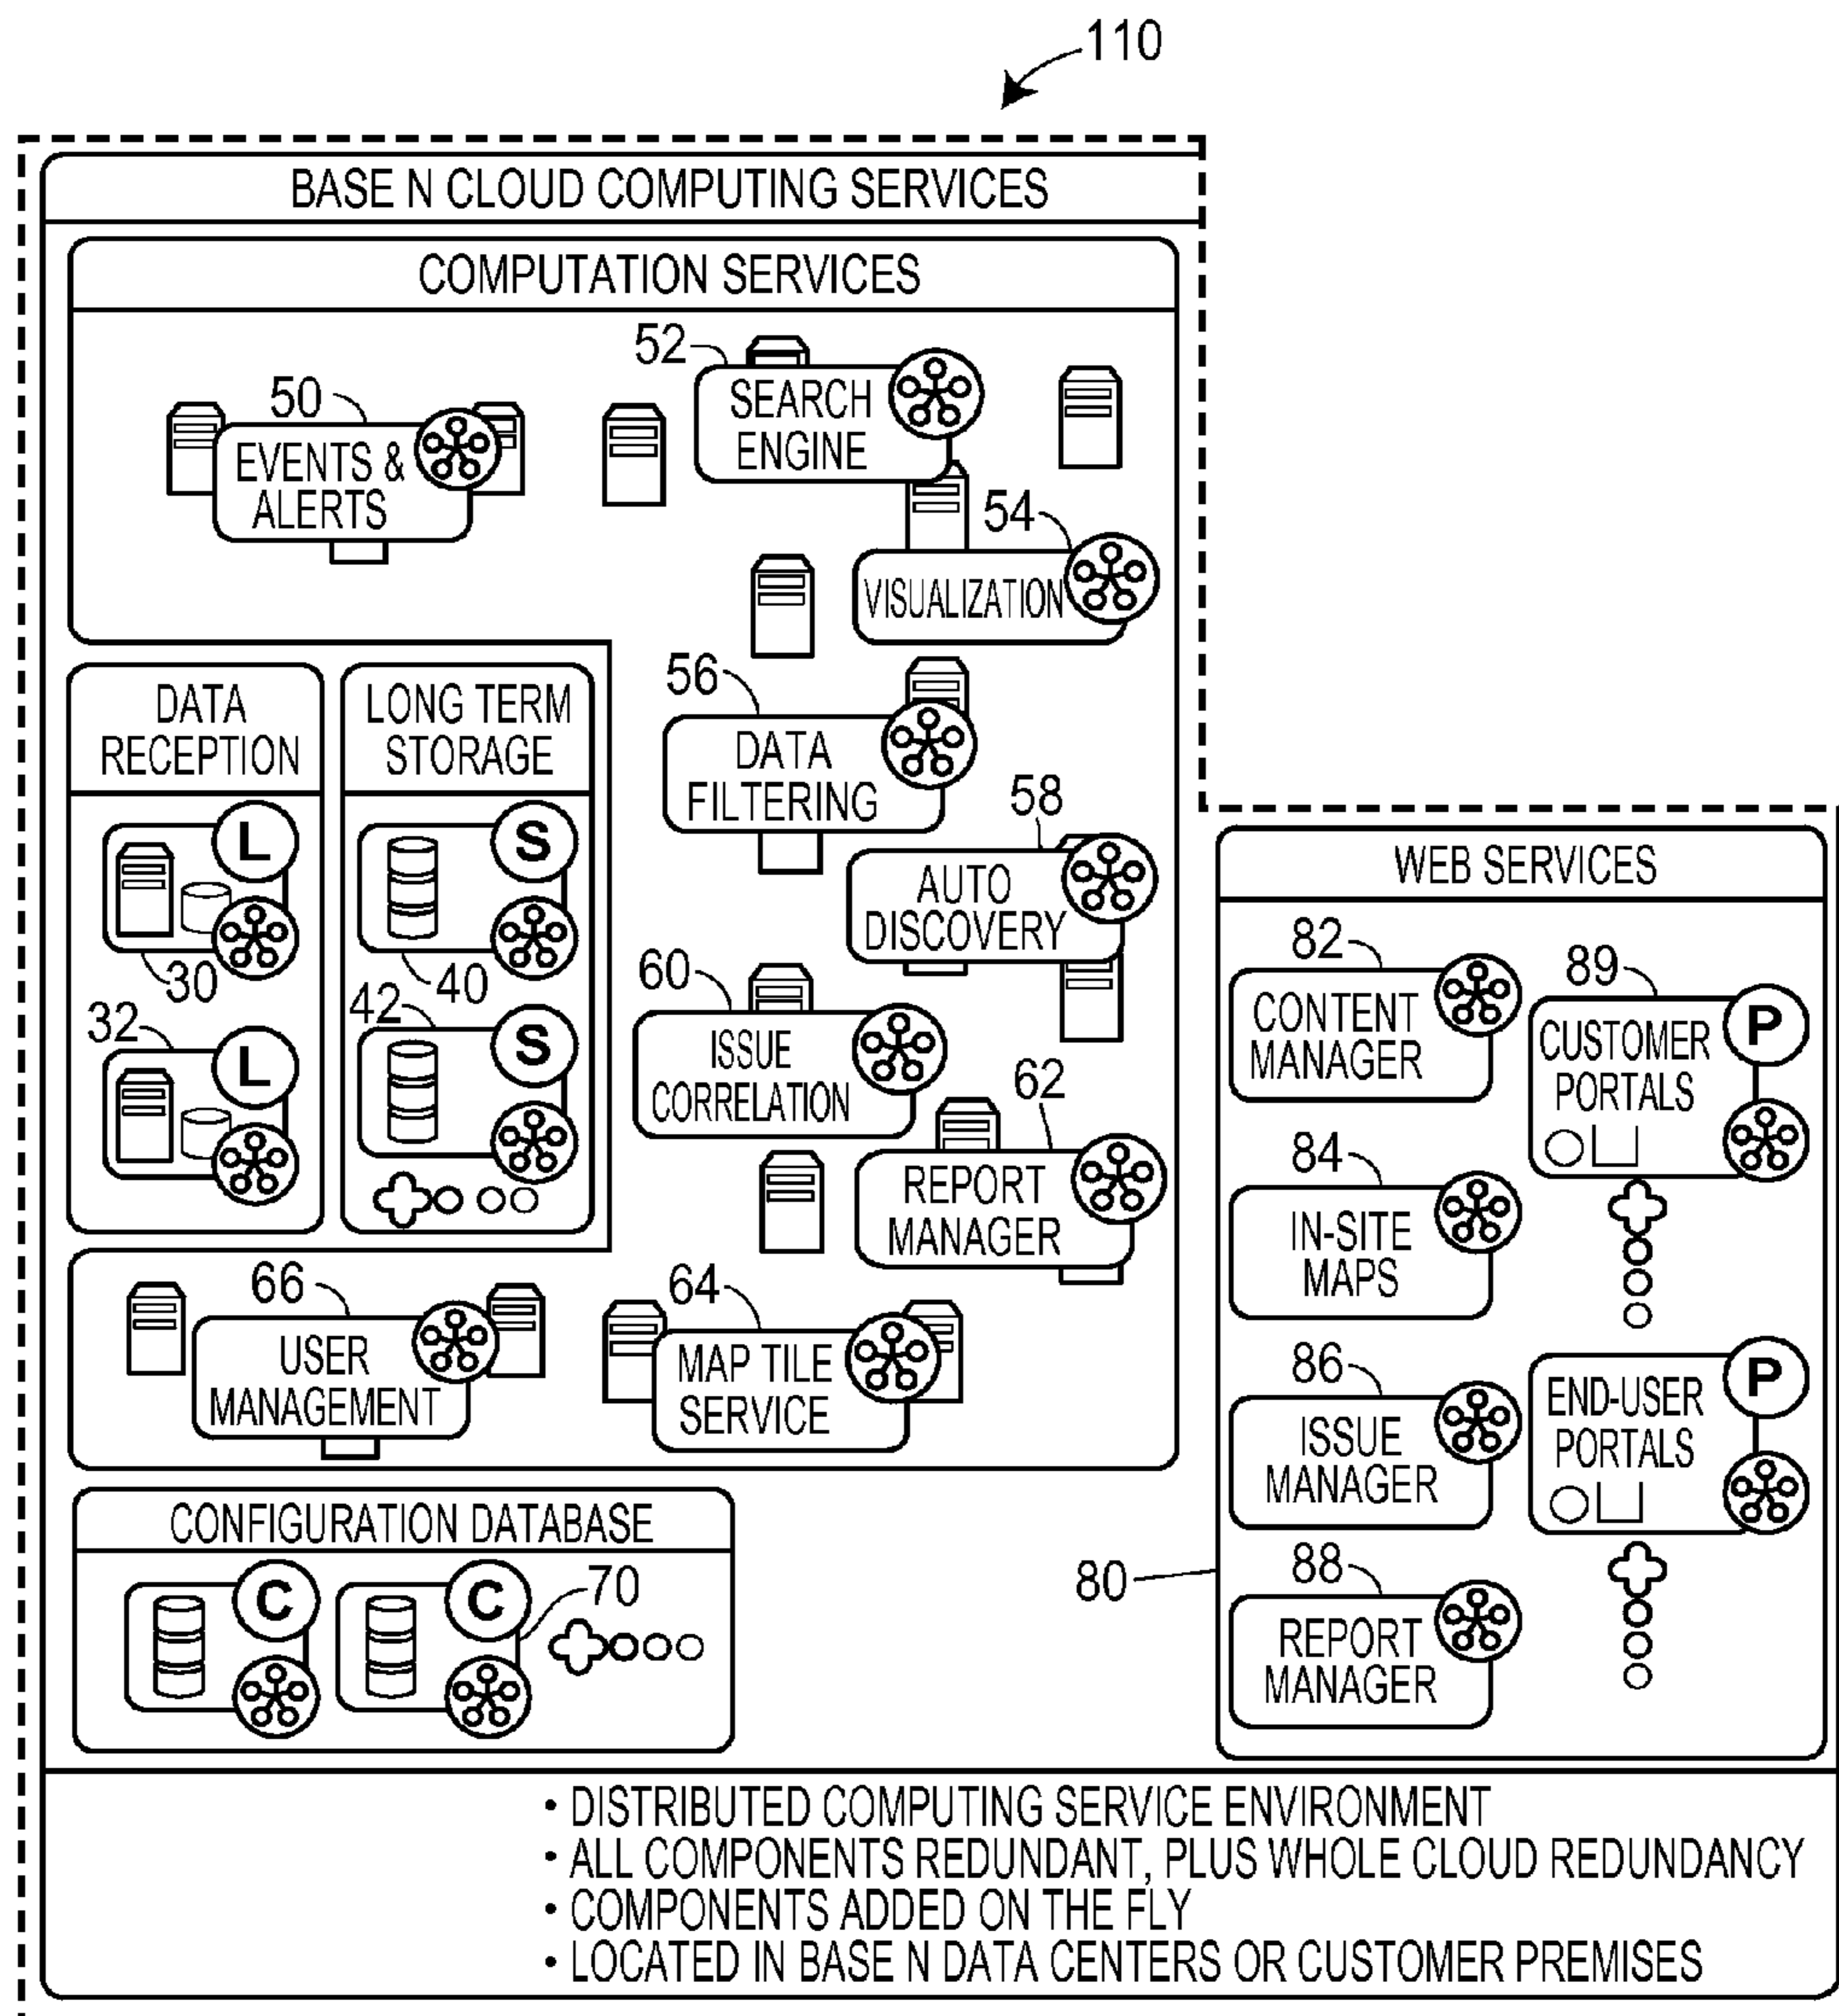 110
BASE N CLOUD COMPUTING SERVICES
COMPUTATION SERVICES
50
EVENTS &
ALERTS
52
SEARCH
ENGINE
54
VISUALIZATION
56
DATA
FILTERING
58
AUTO
DISCOVERY
60
ISSUE
CORRELATION
62
REPORT
MANAGER
64
MAP TILE
SERVICE
66
USER
MANAGEMENT
DATA
RECEPTION
L
30
32
L
LONG TERM
STORAGE
S
40
42
S
CONFIGURATION DATABASE
C
C
70
WEB SERVICES
82
CONTENT
MANAGER
84
IN-SITE
MAPS
86
ISSUE
MANAGER
88
REPORT
MANAGER
80
89
CUSTOMER
PORTALS
P
END-USER
PORTALS
P
• DISTRIBUTED COMPUTING SERVICE ENVIRONMENT
• ALL COMPONENTS REDUNDANT, PLUS WHOLE CLOUD REDUNDANCY
• COMPONENTS ADDED ON THE FLY
• LOCATED IN BASE N DATA CENTERS OR CUSTOMER PREMISES